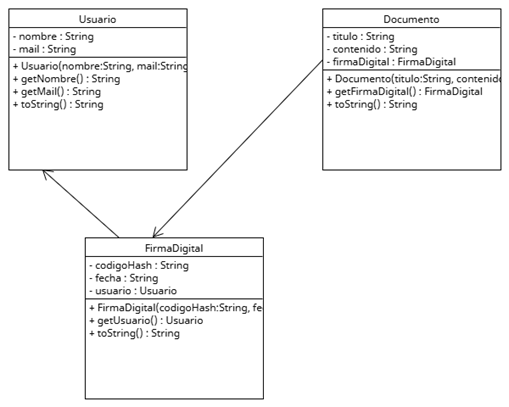 Usuario
- nombre : String
- mail : String
+ Usuario(nombre:String, mail:String
+ getNombre() : String
+ getMail() : String
+ toString() : String
Documento
- titulo : String
- contenido : String
- firmaDigital : FirmaDigital
+ Documento(titulo:String, contenido
+ getFirmaDigital() : FirmaDigital
+ toString() : String
FirmaDigital
- codigoHash : String
- fecha : String
- usuario : Usuario
+ FirmaDigital(codigoHash:String, fe
+ getUsuario() : Usuario
+ toString() : String